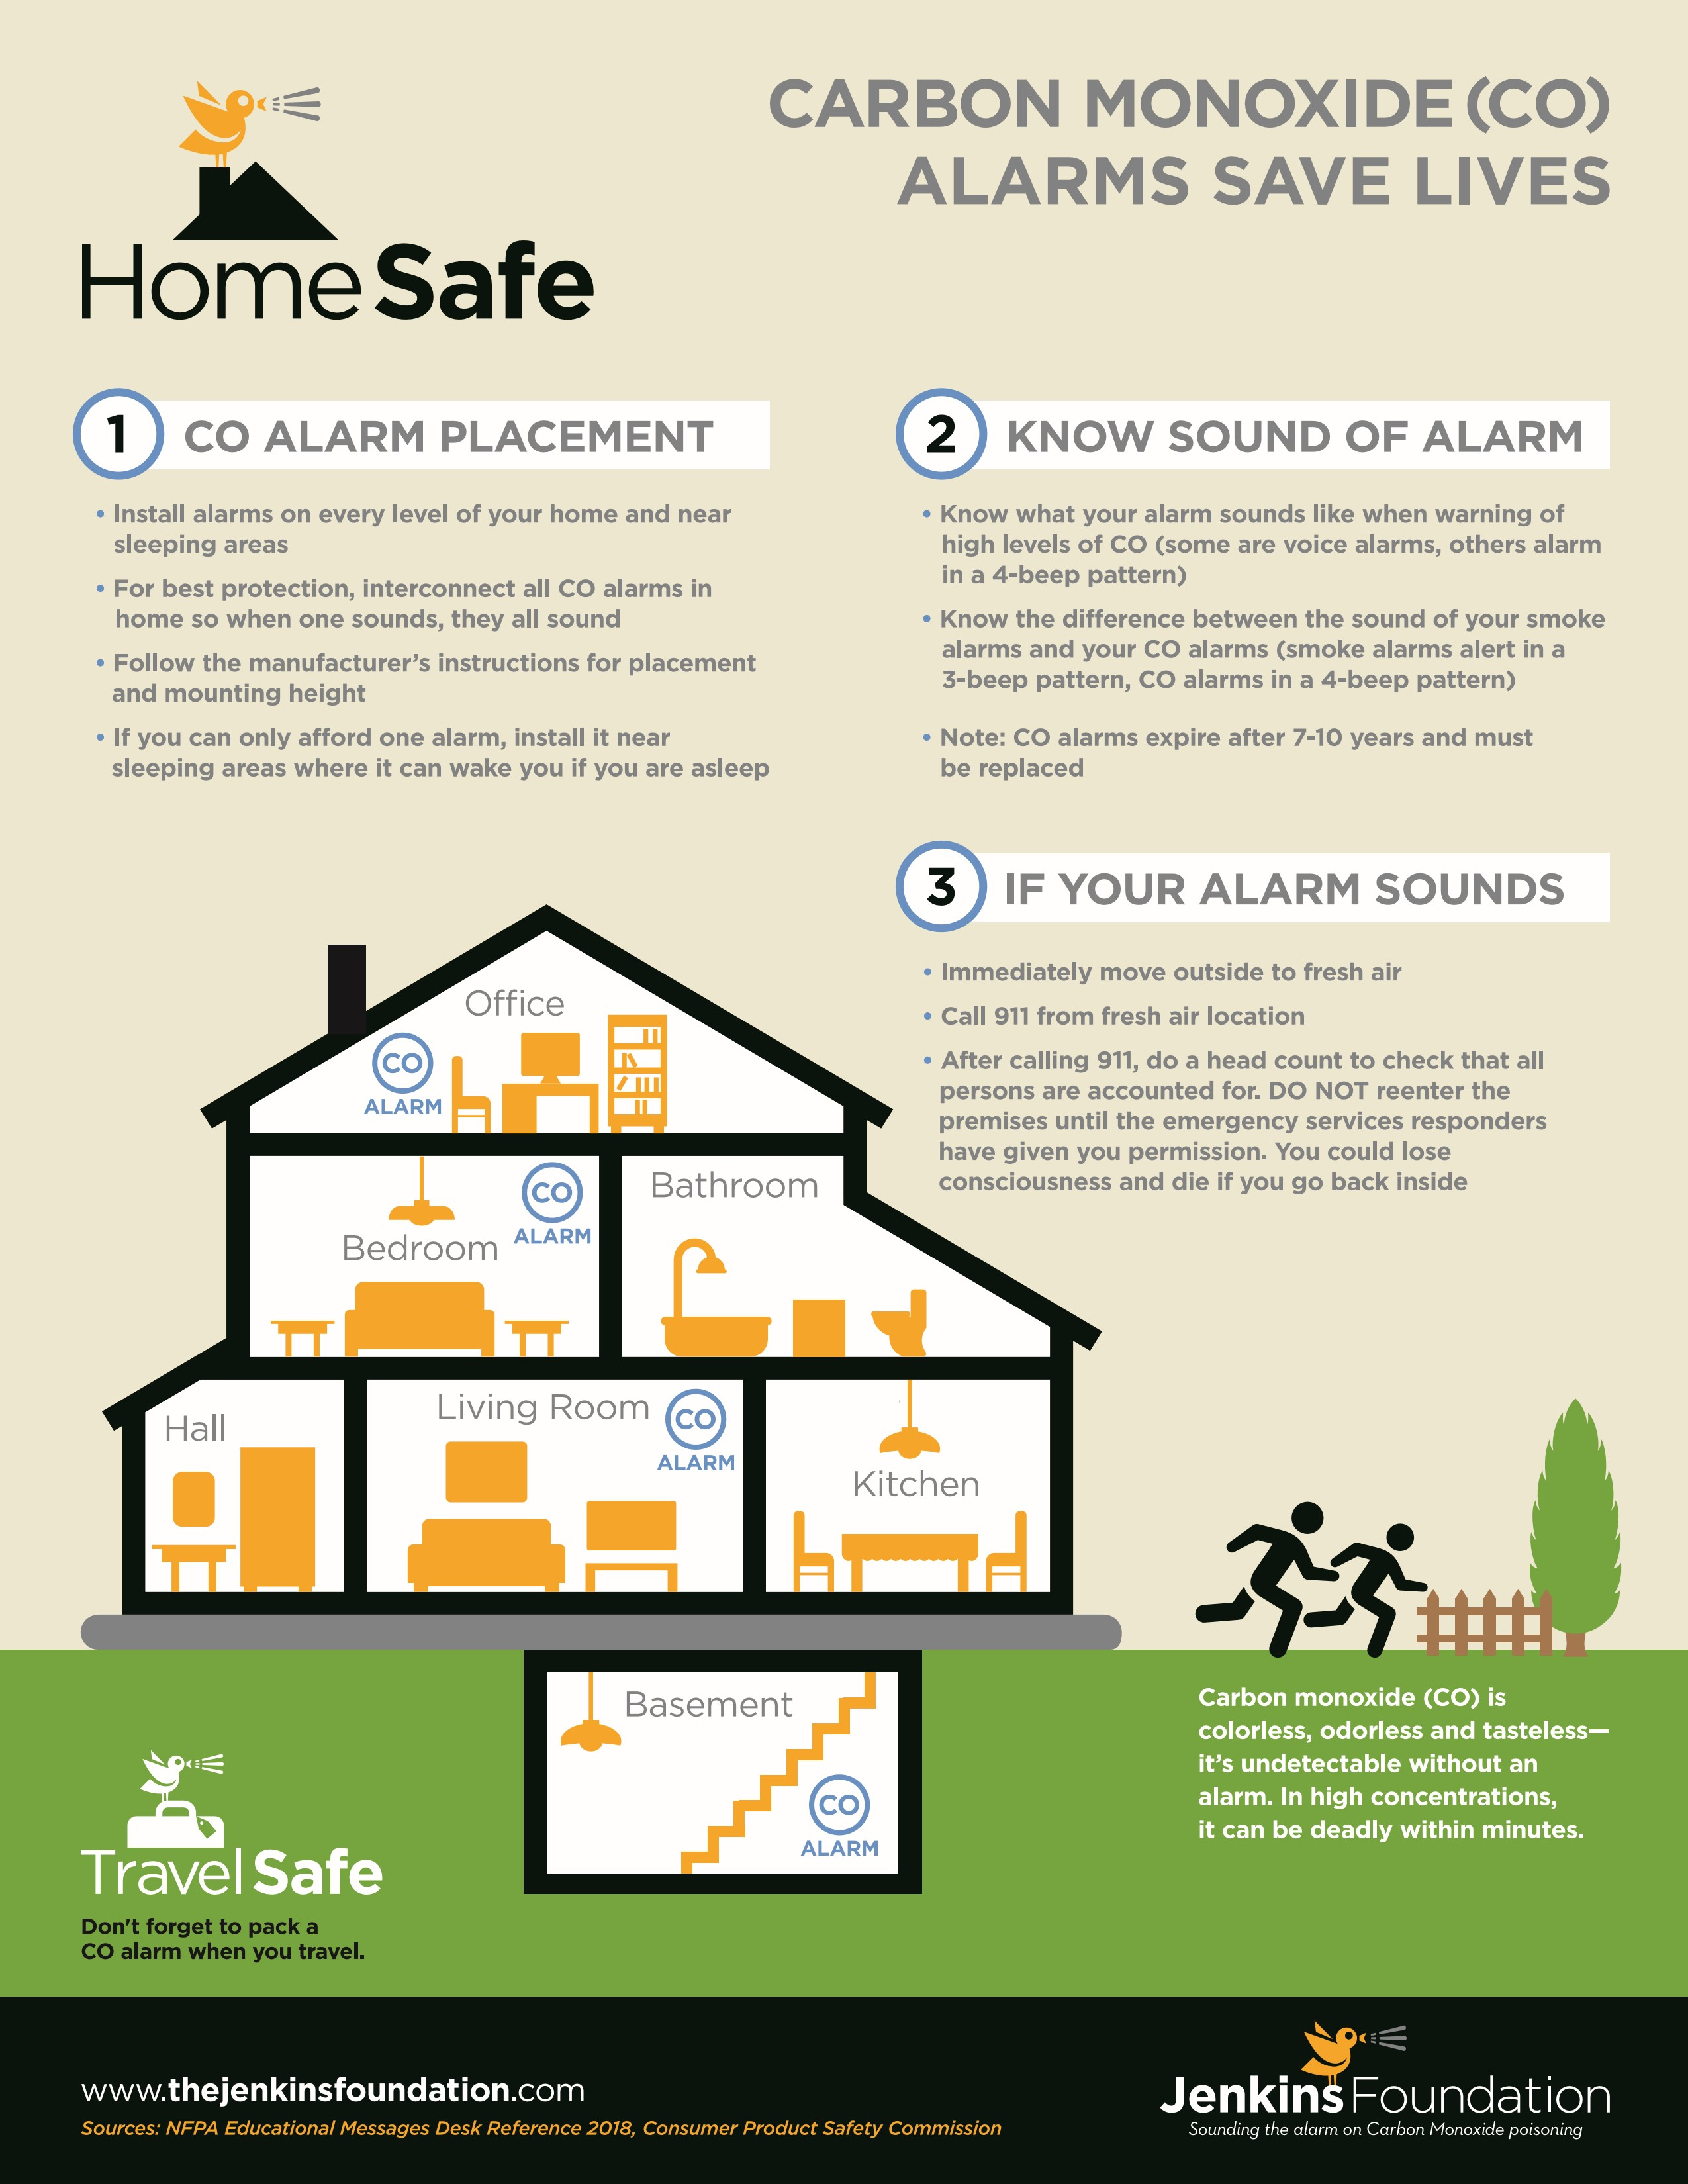 HomeSafe
CARBON MONOXIDE (CO)
ALARMS SAVE LIVES
1 CO ALARM PLACEMENT
• Install alarms on every level of your home and near
sleeping areas
• For best protection, interconnect all CO alarms in
home so when one sounds, they all sound
• Follow the manufacturer’s instructions for placement
and mounting height
• If you can only afford one alarm, install it near
sleeping areas where it can wake you if you are asleep
2 KNOW SOUND OF ALARM
• Know what your alarm sounds like when warning of
high levels of CO (some are voice alarms, others alarm
in a 4-beep pattern)
• Know the difference between the sound of your smoke
alarms and your CO alarms (smoke alarms alert in a
3-beep pattern, CO alarms in a 4-beep pattern)
• Note: CO alarms expire after 7-10 years and must
be replaced
3 IF YOUR ALARM SOUNDS
• Immediately move outside to fresh air
• Call 911 from fresh air location
• After calling 911, do a head count to check that all
persons are accounted for. DO NOT reenter the
premises until the emergency services responders
have given you permission. You could lose
consciousness and die if you go back inside
Office
CO
ALARM
Bedroom
CO
ALARM
Bathroom
Hall
Living Room
CO
ALARM
Kitchen
Basement
CO
ALARM
Carbon monoxide (CO) is
colorless, odorless and tasteless—
it’s undetectable without an
alarm. In high concentrations,
it can be deadly within minutes.
TravelSafe
Don't forget to pack a
CO alarm when you travel.
www.thejenkinsfoundation.com
Sources: NFPA Educational Messages Desk Reference 2018, Consumer Product Safety Commission
Jenkins Foundation
Sounding the alarm on Carbon Monoxide poisoning